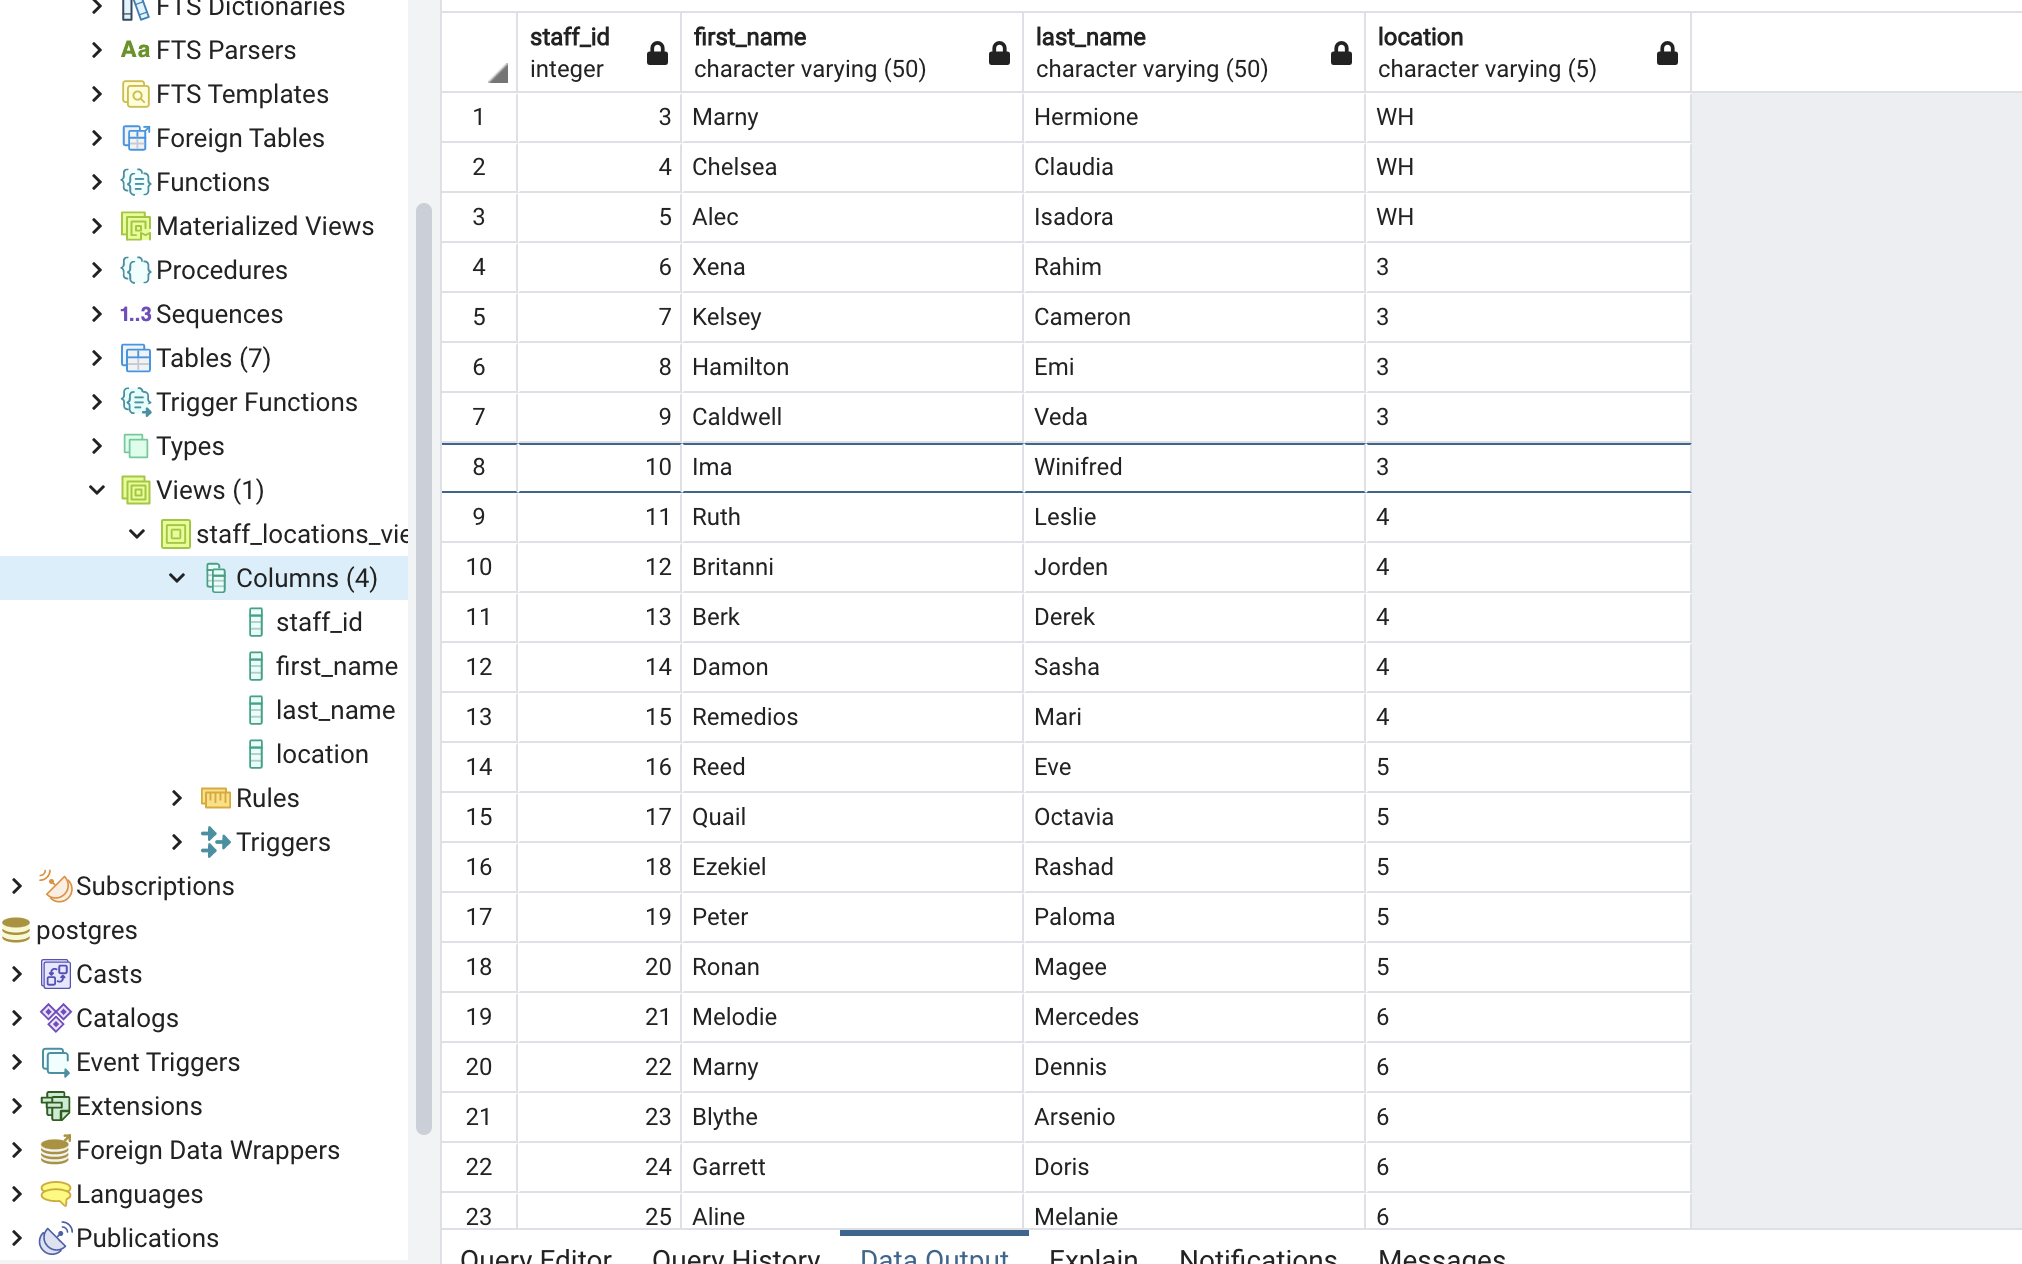 FTS Dictionaries
Aa FTS Parsers
FTS Templates
Foreign Tables
Functions
Materialized Views
Procedures
1..3 Sequences
Tables (7)
Trigger Functions
Types
Views (1)
staff_locations_vie
Columns (4)
staff_id
first_name
last_name
location
Rules
Triggers
Subscriptions
postgres
Casts
Catalogs
Event Triggers
Extensions
Foreign Data Wrappers
Languages
Publications
staff_id first_name last_name location
integer character varying (50) character varying (50) character varying (5)
1 3 Marny Hermione WH
2 4 Chelsea Claudia WH
3 5 Alec Isadora WH
4 6 Xena Rahim 3
5 7 Kelsey Cameron 3
6 8 Hamilton Emi 3
7 9 Caldwell Veda 3
8 10 Ima Winifred 3
9 11 Ruth Leslie 4
10 12 Britanni Jorden 4
11 13 Berk Derek 4
12 14 Damon Sasha 4
13 15 Remedios Mari 4
14 16 Reed Eve 5
15 17 Quail Octavia 5
16 18 Ezekiel Rashad 5
17 19 Peter Paloma 5
18 20 Ronan Magee 5
19 21 Melodie Mercedes 6
20 22 Marny Dennis 6
21 23 Blythe Arsenio 6
22 24 Garrett Doris 6
23 25 Aline Melanie 6
Query Editor Query History Data Output Explain Notifications Messages